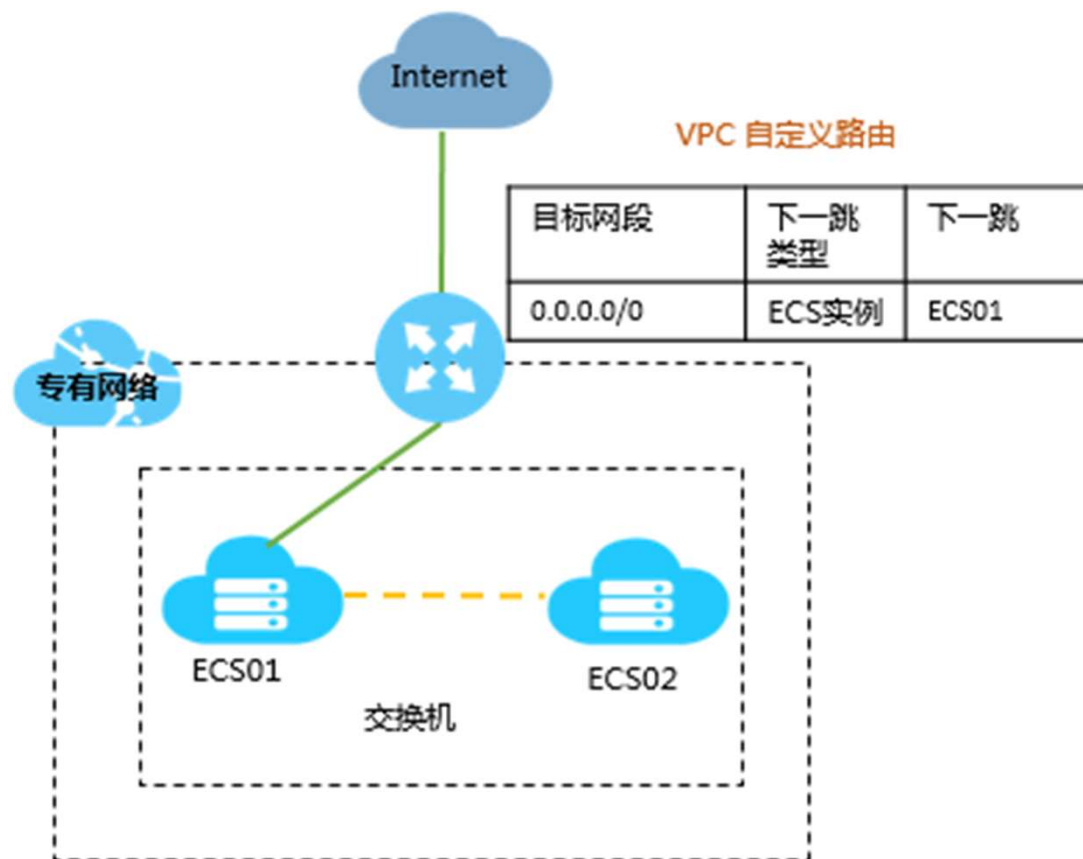 Internet
VPC 自定义路由
目标网段
下一跳
类型
下一跳
0.0.0.0/0
ECS实例
ECS01
专有网络
ECS01
ECS02
交换机